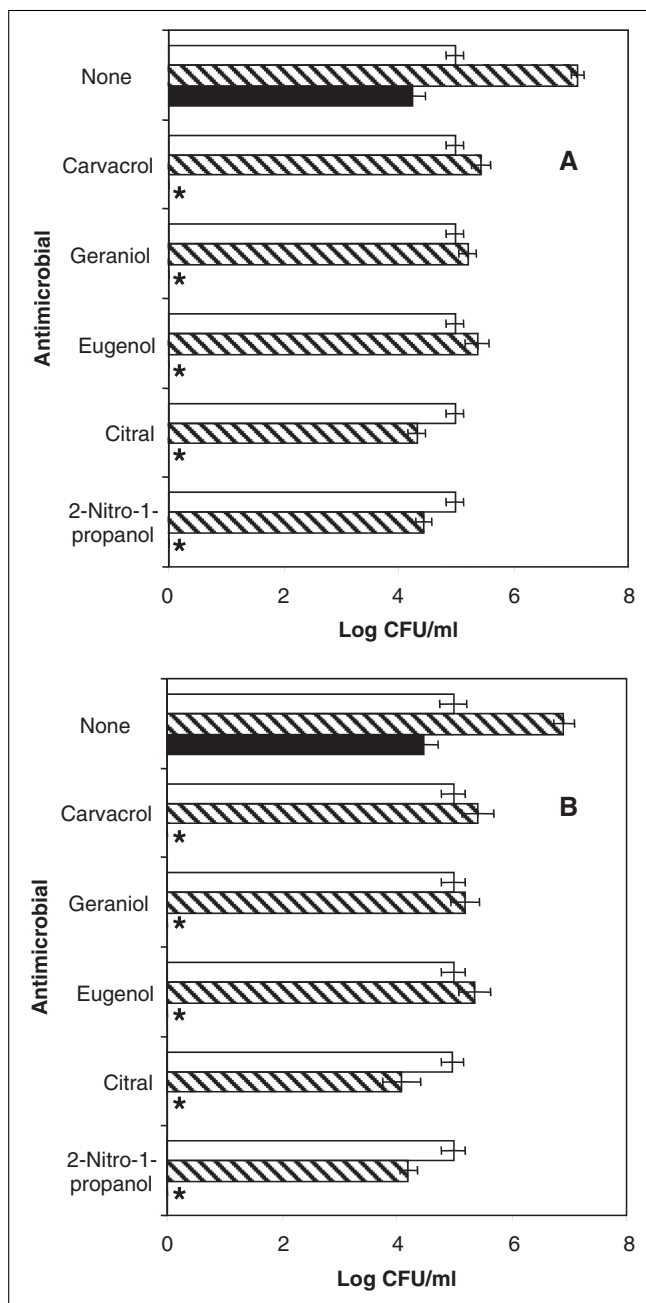 None
Carvacrol
A
Geraniol
Antimicrobial
Eugenol
Citral
2-Nitro-1-
propanol
*
*
*
*
*
0
2
4
6
8
Log CFU/ml
None
Carvacrol
B
Geraniol
Antimicrobial
Eugenol
Citral
2-Nitro-1-
propanol
*
*
*
*
*
0
2
4
6
8
Log CFU/ml